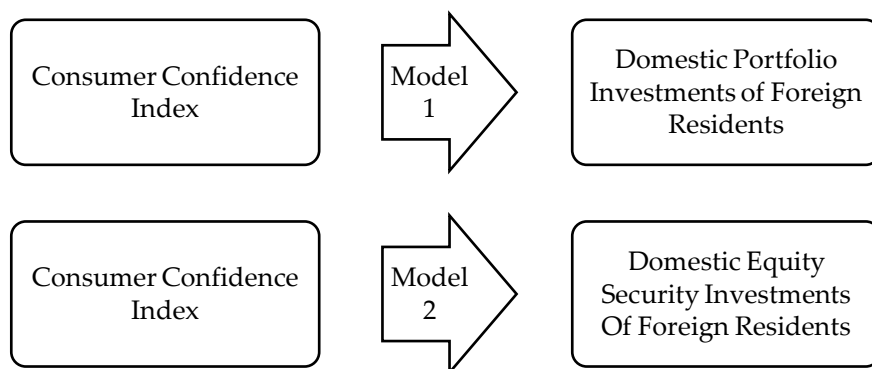 Consumer Confidence
Index
Model
1
Domestic Portfolio
Investments of Foreign
Residents
Consumer Confidence
Index
Model
2
Domestic Equity
Security Investments
Of Foreign Residents